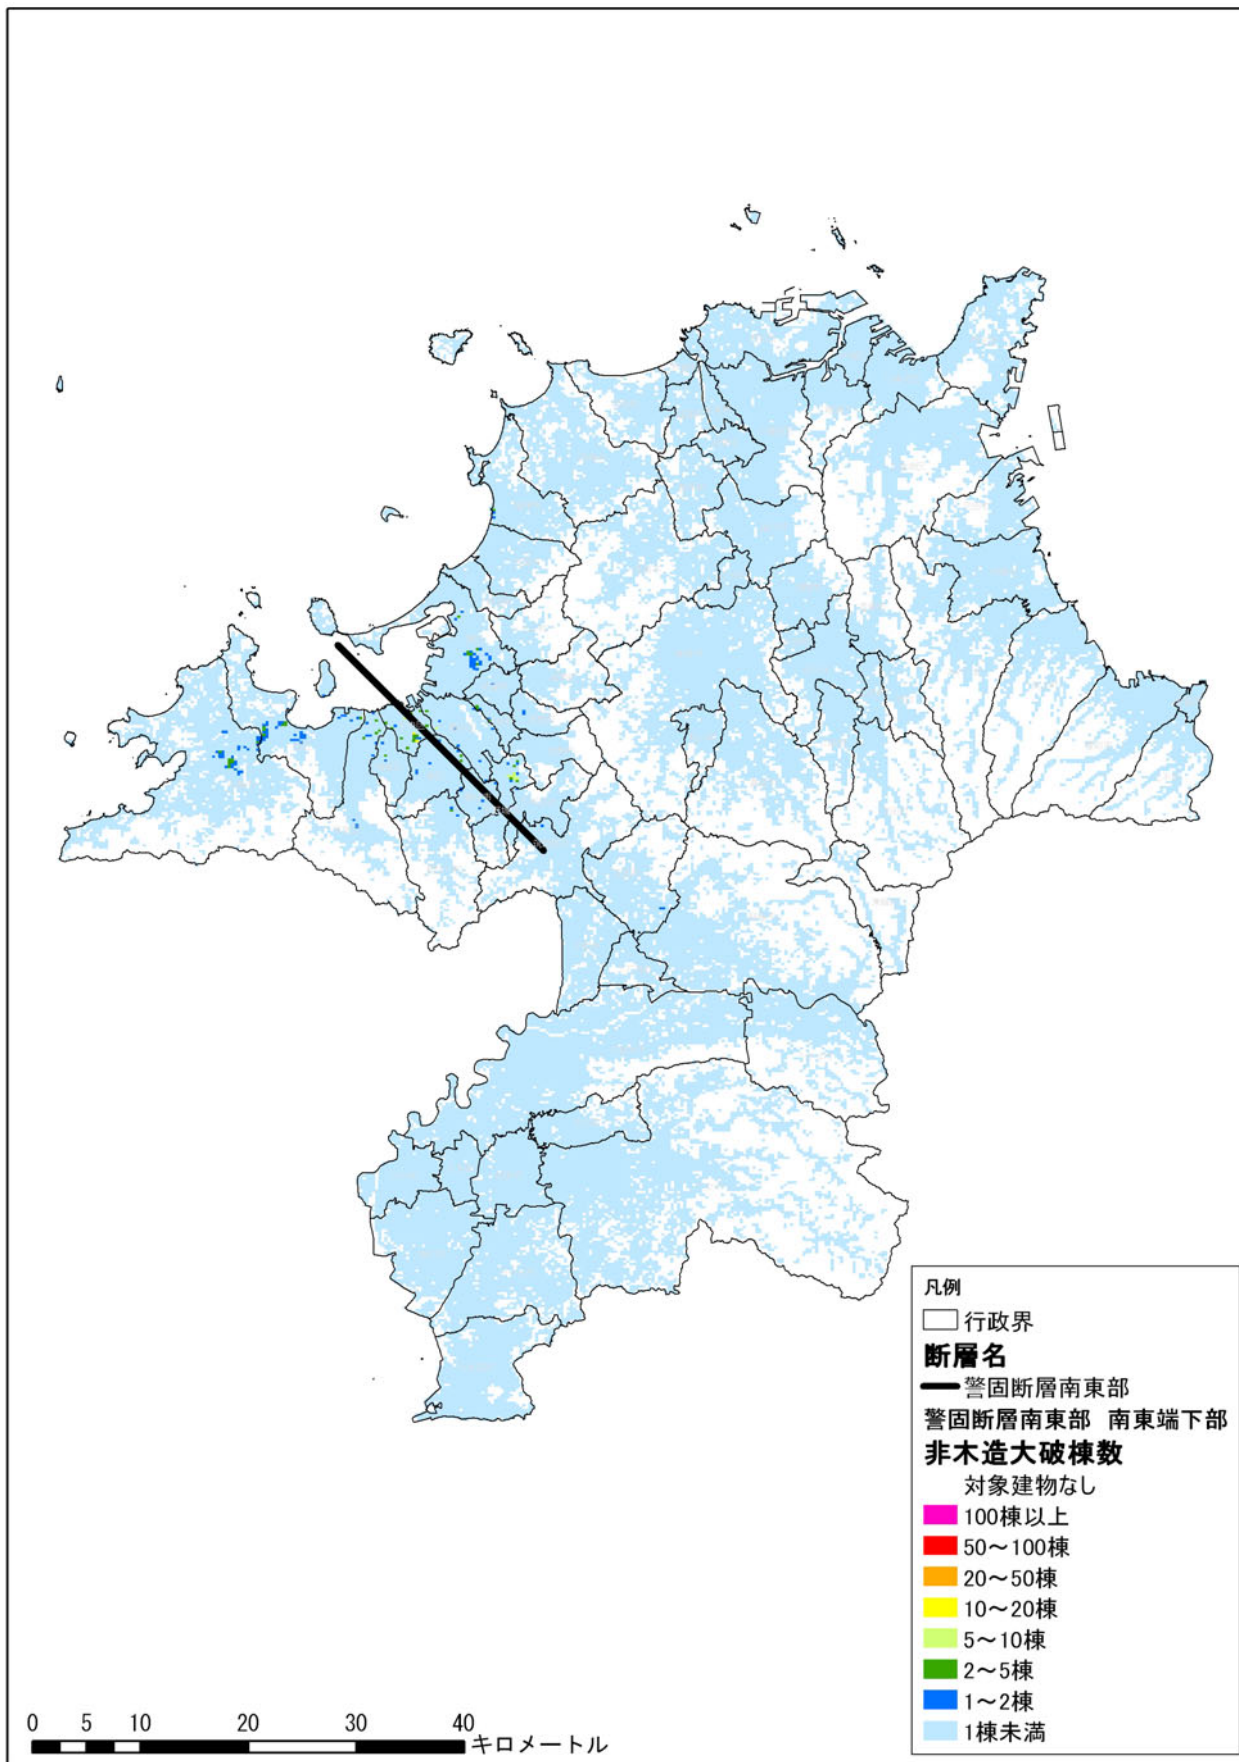 凡例
行政界
断層名
警固断層南東部
警固断層南東部 南東端下部
非木造大破棟数
対象建物なし
100棟以上
50～100棟
20～50棟
10～20棟
5～10棟
2～5棟
1～2棟
1棟未満
0 5 10 20 30 40
キロメートル